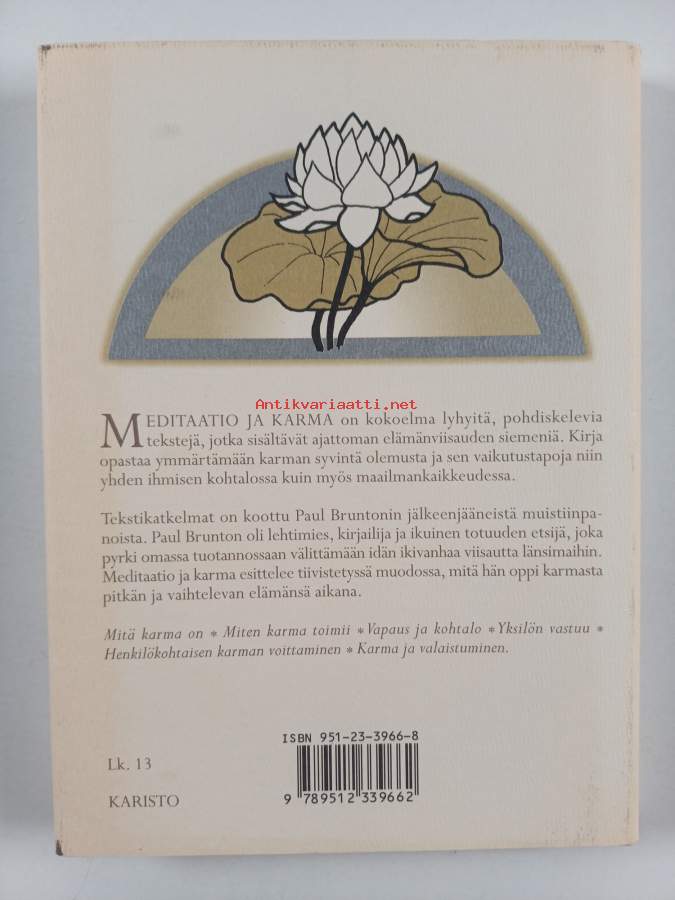 Antikvariaatti.net
MEDITAATIO JA KARMA on kokoelma lyhyitä, pohdiskelevia
tekstejä, jotka sisältävät ajattoman elämänviisauden siemeniä. Kirja
opastaa ymmärtämään karman syvintä olemusta ja sen vaikutustapoja niin
yhden ihmisen kohtalossa kuin myös maailmankaikkeudessa.
Tekstikatkelmat on koottu Paul Bruntonin jälkeenjääneistä muistiinpa-
noista. Paul Brunton oli lehtimies, kirjailija ja ikuinen totuuden etsijä, joka
pyrki omassa tuotannossaan välittämään idän ikivanhaa viisautta länsimaihin.
Meditaatio ja karma esittelee tiivistetyssä muodossa, mitä hän oppi karmasta
pitkän ja vaihtelevan elämänsä aikana.
Mitä karma on * Miten karma toimii * Vapaus ja kohtalo * Yksilön vastuu *
Henkilökohtaisen karman voittaminen * Karma ja valaistuminen.
ISBN 951-23-3966-8
Lk. 13
KARISTO
9 789512 339662